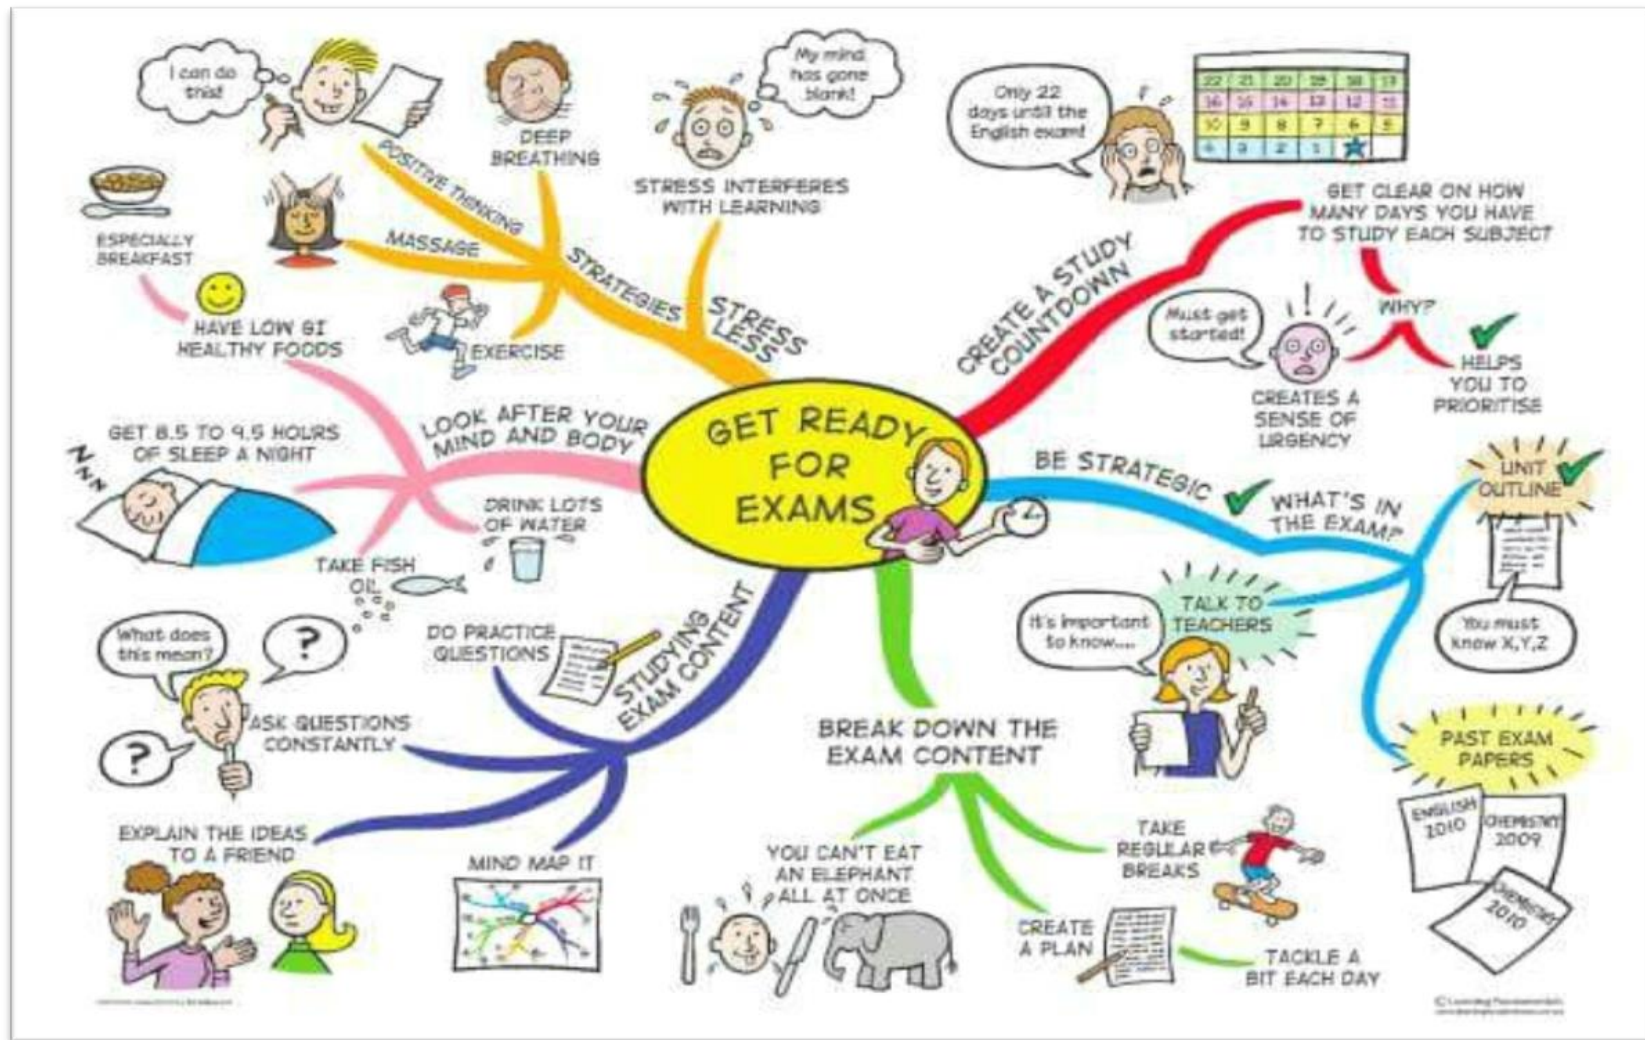 GET READY
FOR
EXAMS
CREATE A STUDY
COUNTDOWN
Only 22
days until the
English exam!
22 21 20 19 18 17
16 15 14 13 12 11
10 9 8 7 6 5
4 3 2 1
GET CLEAR ON HOW
MANY DAYS YOU HAVE
TO STUDY EACH SUBJECT
WHY?
Must get
started!
CREATES A
SENSE OF
URGENCY
HELPS
YOU TO
PRIORITISE
BE STRATEGIC
WHAT'S IN
THE EXAM?
UNIT
OUTLINE
You must
know X,Y,Z
TALK TO
TEACHERS
It's important
to know....
PAST EXAM
PAPERS
ENGLISH
2010
CHEMISTRY
2009
CHEMISTRY
2010
BREAK DOWN THE
EXAM CONTENT
TAKE
REGULAR
BREAKS
CREATE
A PLAN
TACKLE A
BIT EACH DAY
YOU CAN'T EAT
AN ELEPHANT
ALL AT ONCE
STUDYING
EXAM CONTENT
DO PRACTICE
QUESTIONS
ASK QUESTIONS
CONSTANTLY
What does
this mean?
?
?
EXPLAIN THE IDEAS
TO A FRIEND
MIND MAP IT
LOOK AFTER YOUR
MIND AND BODY
HAVE LOW GI
HEALTHY FOODS
ESPECIALLY
BREAKFAST
GET 8.5 TO 9.5 HOURS
OF SLEEP A NIGHT
ZZZZ
TAKE FISH
OIL
DRINK LOTS
OF WATER
STRESS
LESS
STRESS INTERFERES
WITH LEARNING
My mind
has gone
blank!
STRATEGIES
POSITIVE THINKING
I can do
this!
DEEP
BREATHING
MASSAGE
EXERCISE
© Learning Fundamentals